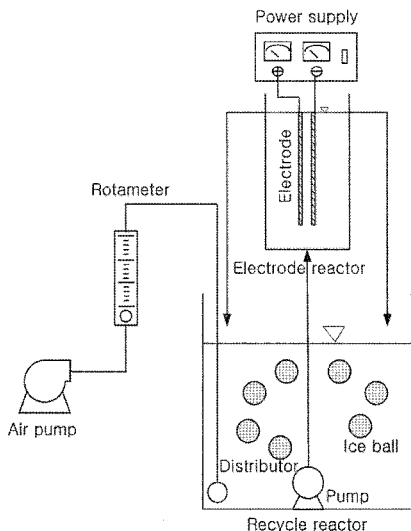 Power supply
Electrode
Rotameter
Electrode reactor
Air pump
Ice ball
Distributor
Pump
Recycle reactor